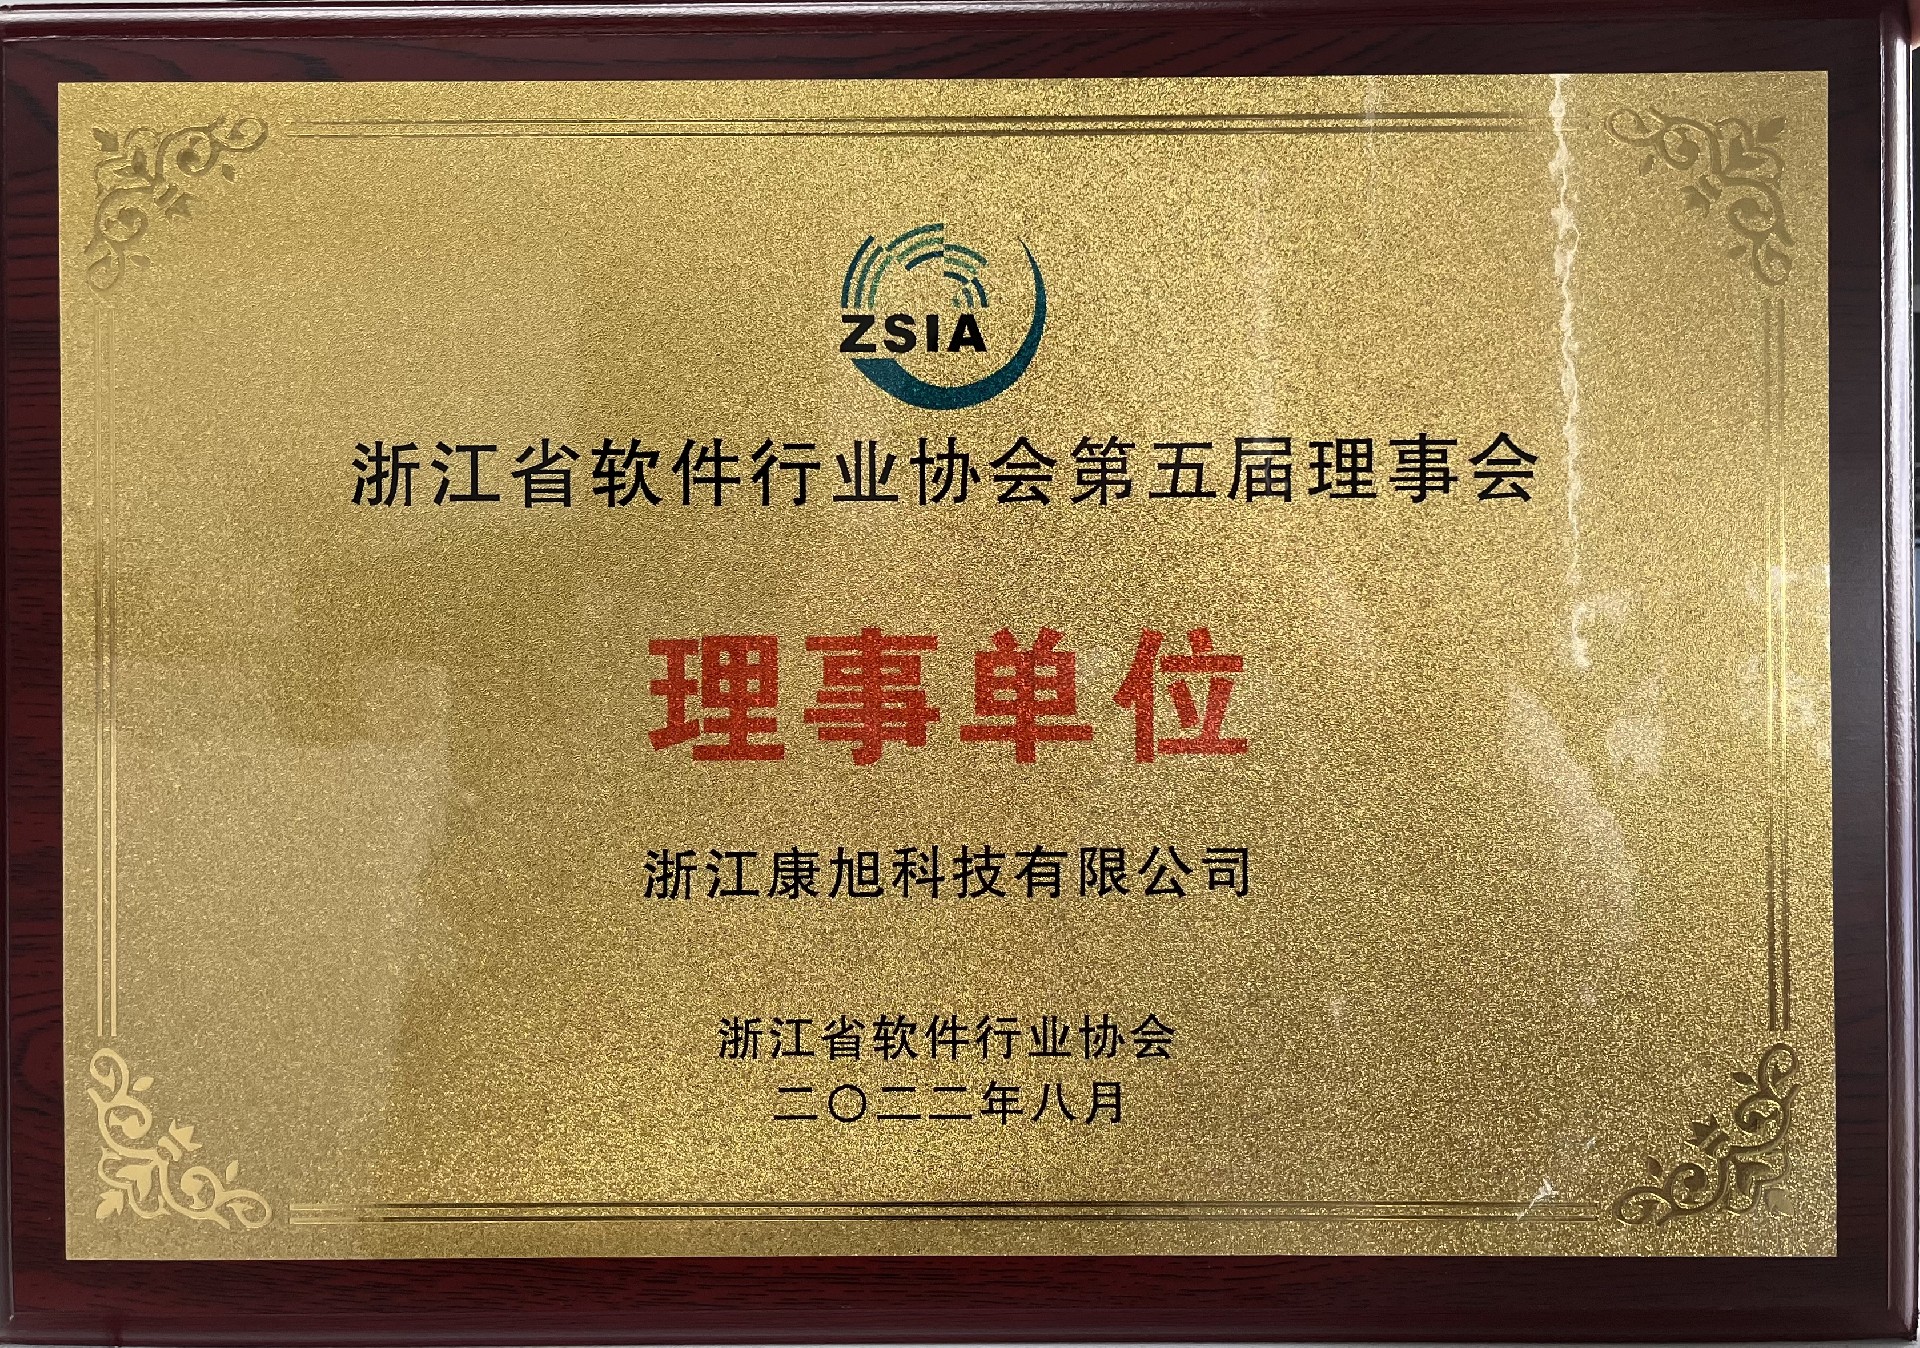 ZSIA
浙江省软件行业协会第五届理事会
理事单位
浙江康旭科技有限公司
浙江省软件行业协会
二〇二二年八月